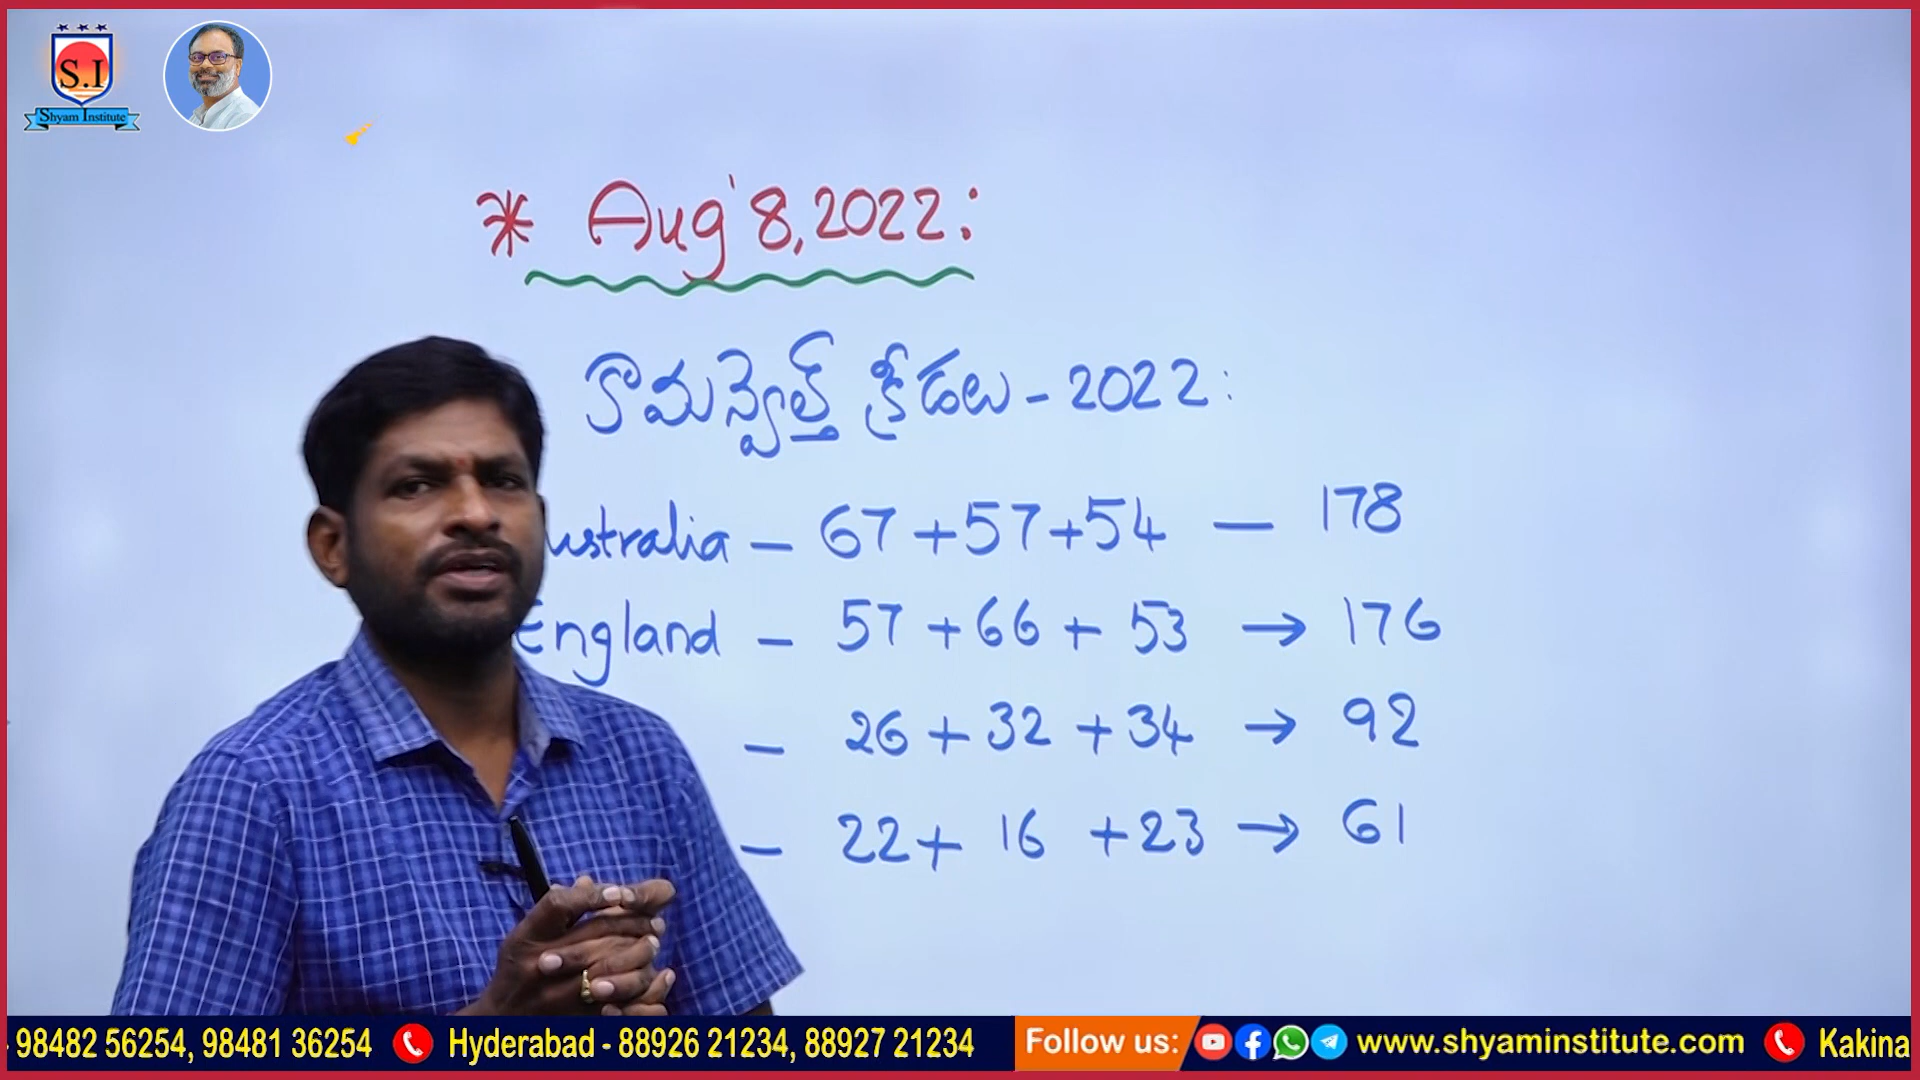 S.I
Shyam Institute
* Aug' 8, 2022:
కామన్వెల్త్ క్రీడలు - 2022:
ustralia - 67 + 57 + 54 - 178
England - 57 + 66 + 53 → 176
- 26 + 32 + 34 → 92
- 22 + 16 + 23 → 61
- 98482 56254, 98481 36254 Hyderabad - 88926 21234, 88927 21234 Follow us: www.shyaminstitute.com Kakina